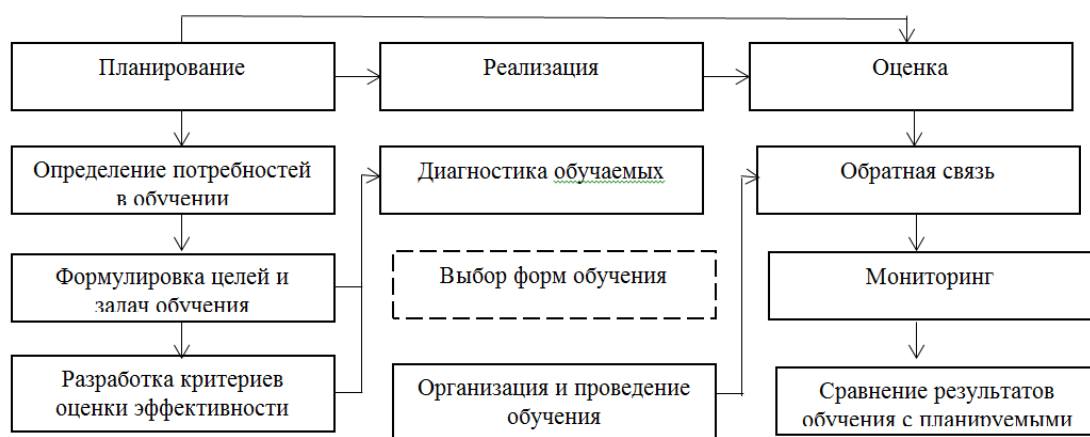 Планирование
Реализация
Оценка
Определение потребностей
в обучении
Диагностика обучаемых
Обратная связь
Формулировка целей и
задач обучения
Выбор форм обучения
Мониторинг
Разработка критериев
оценки эффективности
Организация и проведение
обучения
Сравнение результатов
обучения с планируемыми